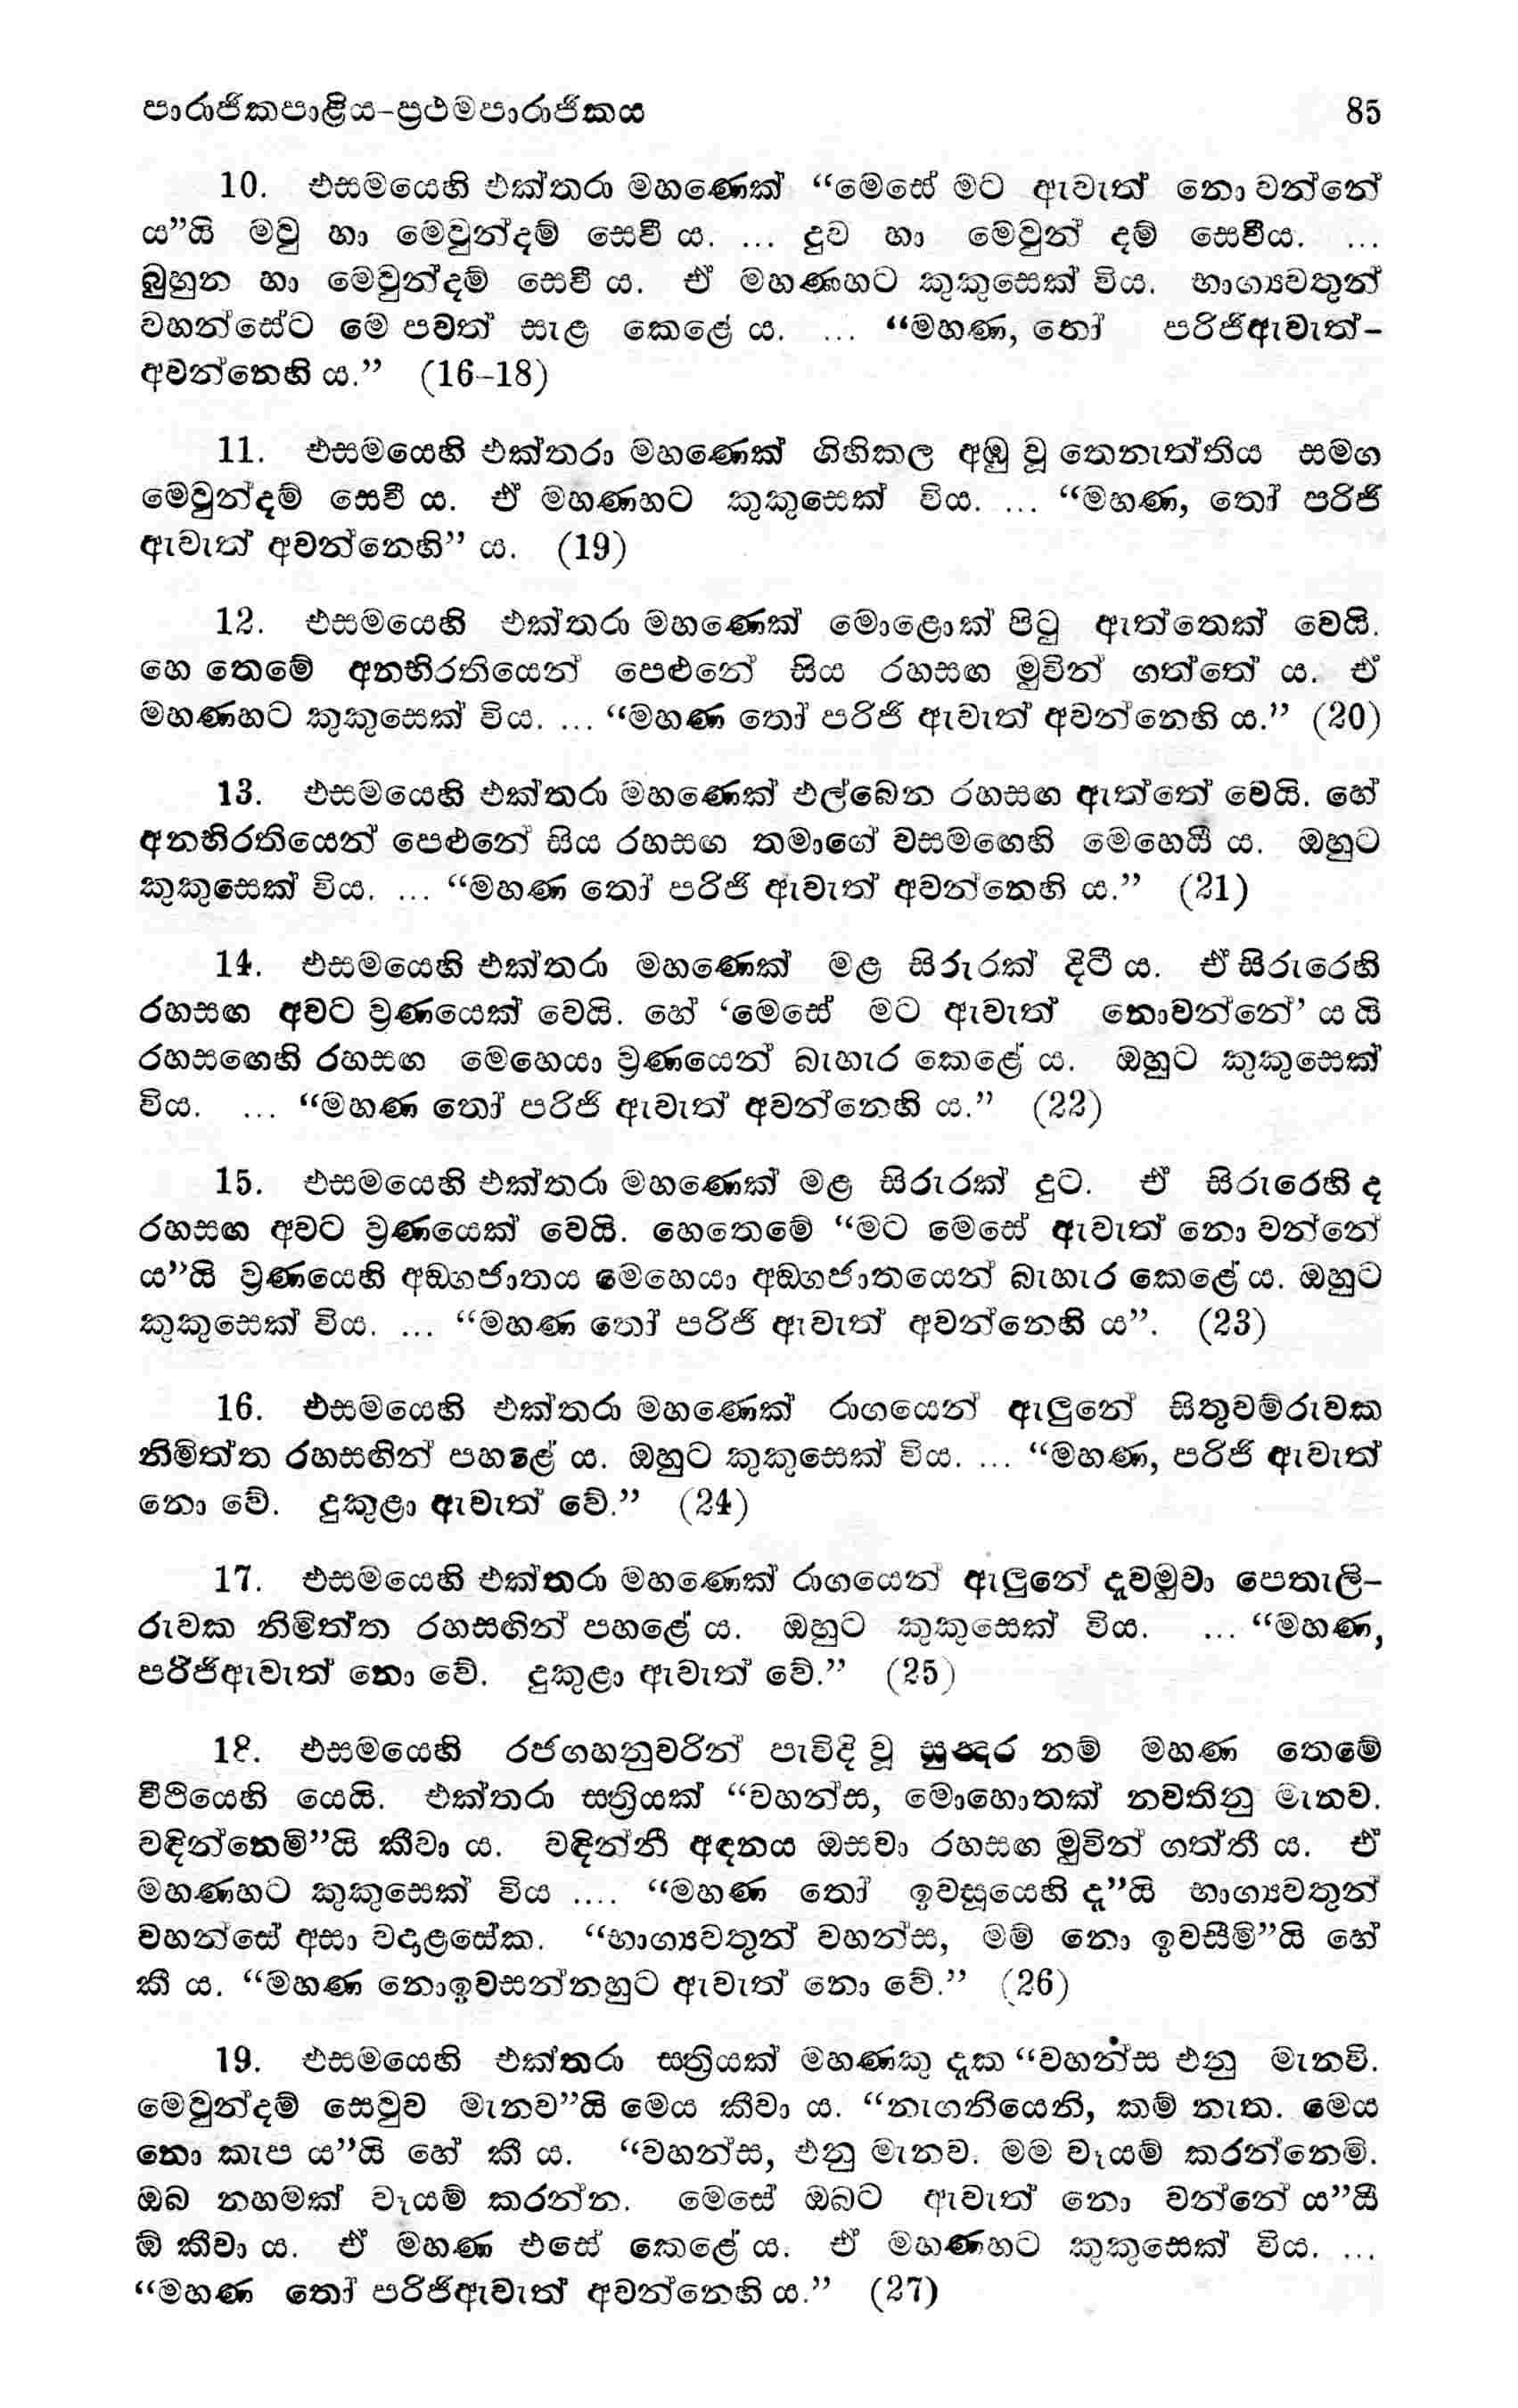 පාරාජිකපාළිය-ප්‍රථමපාරාජිකය 85
10. එසමයෙහි එක්තරා මහණෙක් “මෙසේ මට ඇවැත් නො වන්නේ
ය”යි මවු හා මෙවුන්දම් සෙවී ය. ... දුව හා මෙවුන් දම් සෙවීය. ...
බුහුන හා මෙවුන්දම් සෙවී ය. ඒ මහණහට කුකුසෙක් විය. භාග්‍යවතුන්
වහන්සේට මේ පවත් සැළ කෙළේ ය. ... “මහණ, තෝ පරිජිඇවැත්-
අවන්නෙහි ය.” (16-18)
11. එසමයෙහි එක්තරා මහණෙක් ගිහිකල අඹු වූ තෙනැත්තිය සමග
මෙවුන්දම් සෙවී ය. ඒ මහණහට කුකුසෙක් විය. ... “මහණ, තෝ පරිජි
ඇවැත් අවන්නෙහි” ය. (19)
12. එසමයෙහි එක්තරා මහණෙක් මොළොක් පිටු ඇත්තෙක් වෙයි.
හෙ තෙමේ අනභිරතියෙන් පෙළුනේ සිය රහසඟ මුවින් ගත්තේ ය. ඒ
මහණහට කුකුසෙක් විය. ... “මහණ තෝ පරිජි ඇවැත් අවන්නෙහි ය.” (20)
13. එසමයෙහි එක්තරා මහණෙක් එල්බෙන රහසඟ ඇත්තේ වෙයි. හේ
අනභිරතියෙන් පෙළුනේ සිය රහසඟ තමාගේ වසමඟෙහි මෙහෙයී ය. ඔහුට
කුකුසෙක් විය. ... “මහණ තෝ පරිජි ඇවැත් අවන්නෙහි ය.” (21)
14. එසමයෙහි එක්තරා මහණෙක් මළ සිරුරක් දිටී ය. ඒ සිරුරෙහි
රහසඟ අවට ව්‍රණයෙක් වෙයි. හේ ‘මෙසේ මට ඇවැත් නොවන්නේ’ ය යි
රහසඟෙහි රහසඟ මෙහෙයා ව්‍රණයෙන් බැහැර කෙළේ ය. ඔහුට කුකුසෙක්
විය. ... “මහණ තෝ පරිජි ඇවැත් අවන්නෙහි ය.” (22)
15. එසමයෙහි එක්තරා මහණෙක් මළ සිරුරක් දුට. ඒ සිරුරෙහි ද
රහසඟ අවට ව්‍රණයෙක් වෙයි. හෙතෙමේ “මට මෙසේ ඇවැත් නො වන්නේ
ය”යි ව්‍රණයෙහි අඞගජාතය මෙහෙයා අඞගජාතයෙන් බැහැර කෙළේ ය. ඔහුට
කුකුසෙක් විය. ... “මහණ තෝ පරිජි ඇවැත් අවන්නෙහි ය”. (23)
16. එසමයෙහි එක්තරා මහණෙක් රාගයෙන් ඇලුනේ සිතුවම්රුවක
නිමිත්ත රහසඟින් පහළේ ය. ඔහුට කුකුසෙක් විය. ... “මහණ, පරිජි ඇවැත්
නො වේ. දුකුළා ඇවැත් වේ.” (24)
17. එසමයෙහි එක්තරා මහණෙක් රාගයෙන් ඇලුනේ දැවමුවා පෙතැලි-
රුවක නිමිත්ත රහසඟින් පහළේ ය. ඔහුට කුකුසෙක් විය. ... “මහණ,
පරිජිඇවැත් නො වේ. දුකුළා ඇවැත් වේ.” (25)
18. එසමයෙහි රජගහනුවරින් පැවිදි වූ සුන්‍දර නම් මහණ තෙමේ
වීථියෙහි යෙයි. එක්තරා සත්‍රියක් “වහන්ස, මොහොතක් නවතිනු මැනව.
වඳින්නෙමි”යි කීවා ය. වඳින්නී අඳනය ඔසවා රහසඟ මුවින් ගත්තී ය. ඒ
මහණහට කුකුසෙක් විය .... “මහණ තෝ ඉවසූයෙහි දැ”යි භාග්‍යවතුන්
වහන්සේ අසා වදාළසේක. “භාග්‍යවතුන් වහන්ස, මම් නො ඉවසීමි”යි හේ
කී ය. “මහණ නොඉවසන්නහුට ඇවැත් නො වේ.” (26)
19. එසමයෙහි එක්තරා සත්‍රියක් මහණකු දැක “වහන්ස එනු මැනවි.
මෙවුන්දම් සෙවුව මැනව”යි මෙය කීවා ය. “නැගනියෙනි, කම් නැත. මෙය
නො කැප ය”යි හේ කී ය. “වහන්ස, එනු මැනව. මම වෑයම් කරන්නෙමි.
ඔබ නහමක් වෑයම් කරන්න. මෙසේ ඔබට ඇවැත් නො වන්නේ ය”යී
ඕ කීවා ය. ඒ මහණ එසේ කෙළේ ය. ඒ මහණහට කුකුසෙක් විය. ...
“මහණ තෝ පරිජිඇවැත් අවන්නෙහි ය.” (27)